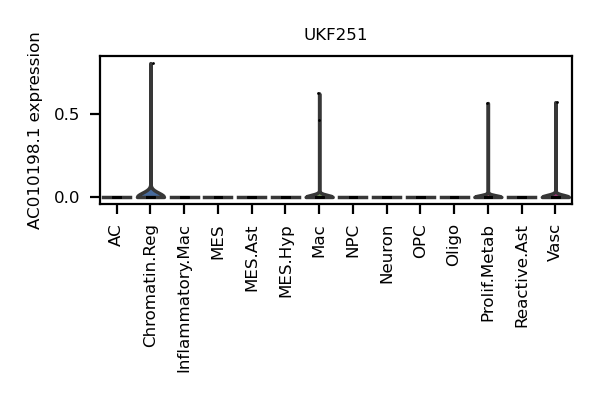 UKF251
AC010198.1 expression
0.5
0.0
AC
Chromatin.Reg
Inflammatory.Mac
MES
MES.Ast
MES.Hyp
Mac
NPC
Neuron
OPC
Oligo
Prolif.Metab
Reactive.Ast
Vasc